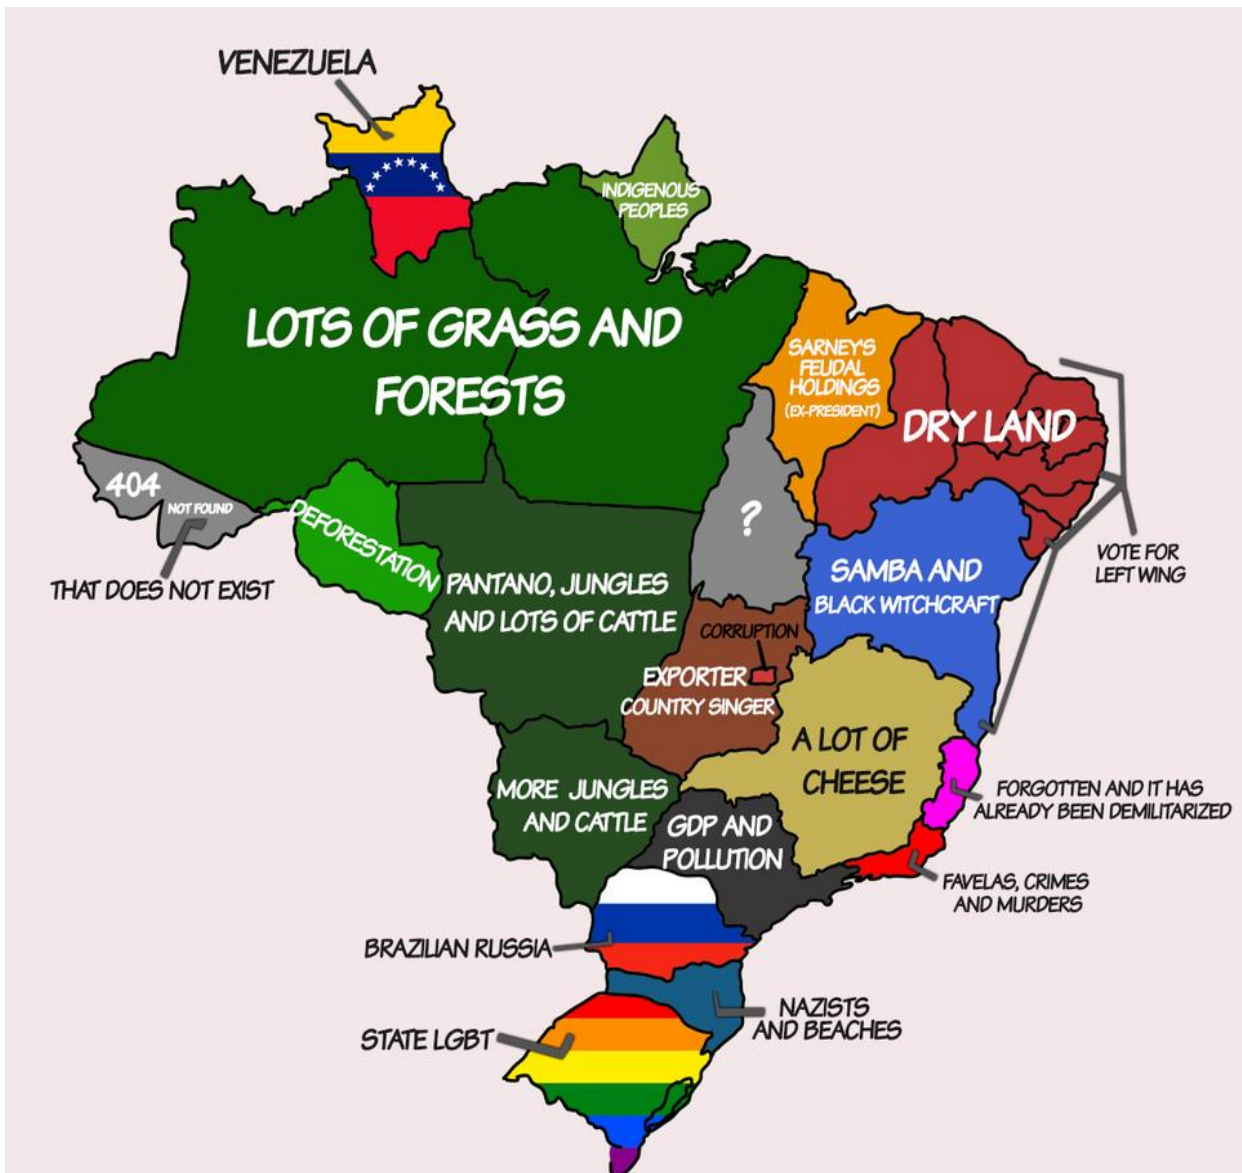 VENEZUELA
INDIGENOUS
PEOPLES
LOTS OF GRASS AND
FORESTS
SARNEY'S
FEUDAL
HOLDINGS
(EX-PRESIDENT)
DRY LAND
404
NOT FOUND
THAT DOES NOT EXIST
DEFORESTATION
?
VOTE FOR
LEFT WING
PANTANO, JUNGLES
AND LOTS OF CATTLE
SAMBA AND
BLACK WITCHCRAFT
CORRUPTION
EXPORTER
COUNTRY SINGER
A LOT OF
CHEESE
MORE JUNGLES
AND CATTLE
GDP AND
POLLUTION
FORGOTTEN AND IT HAS
ALREADY BEEN DEMILITARIZED
FAVELAS, CRIMES
AND MURDERS
BRAZILIAN RUSSIA
NAZISTS
AND BEACHES
STATE LGBT